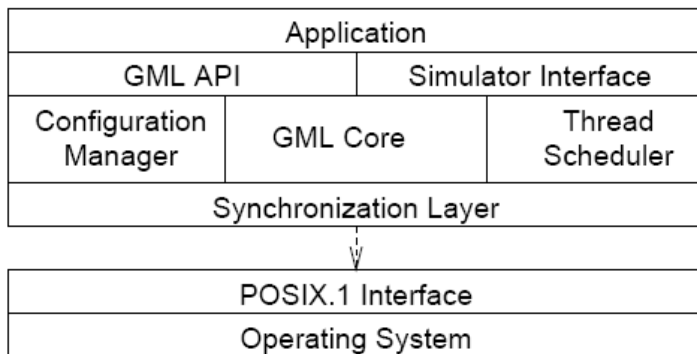 Application
GML API
Simulator Interface
Configuration
Manager
GML Core
Thread
Scheduler
Synchronization Layer
POSIX.1 Interface
Operating System